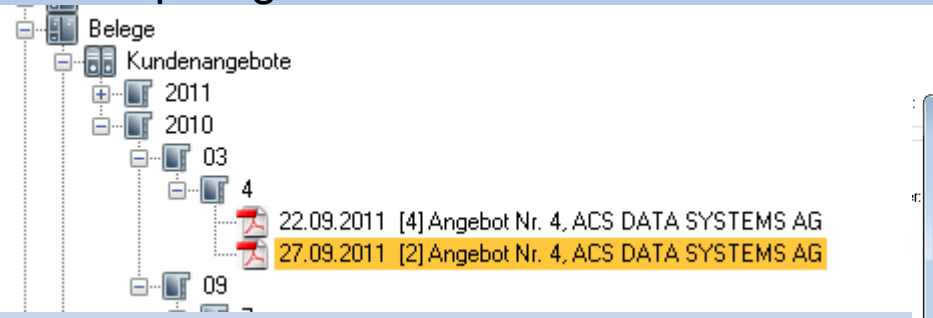 Belege
Kundenangebote
2011
2010
03
4
22.09.2011 [4] Angebot Nr. 4, ACS DATA SYSTEMS AG
27.09.2011 [2] Angebot Nr. 4, ACS DATA SYSTEMS AG
09